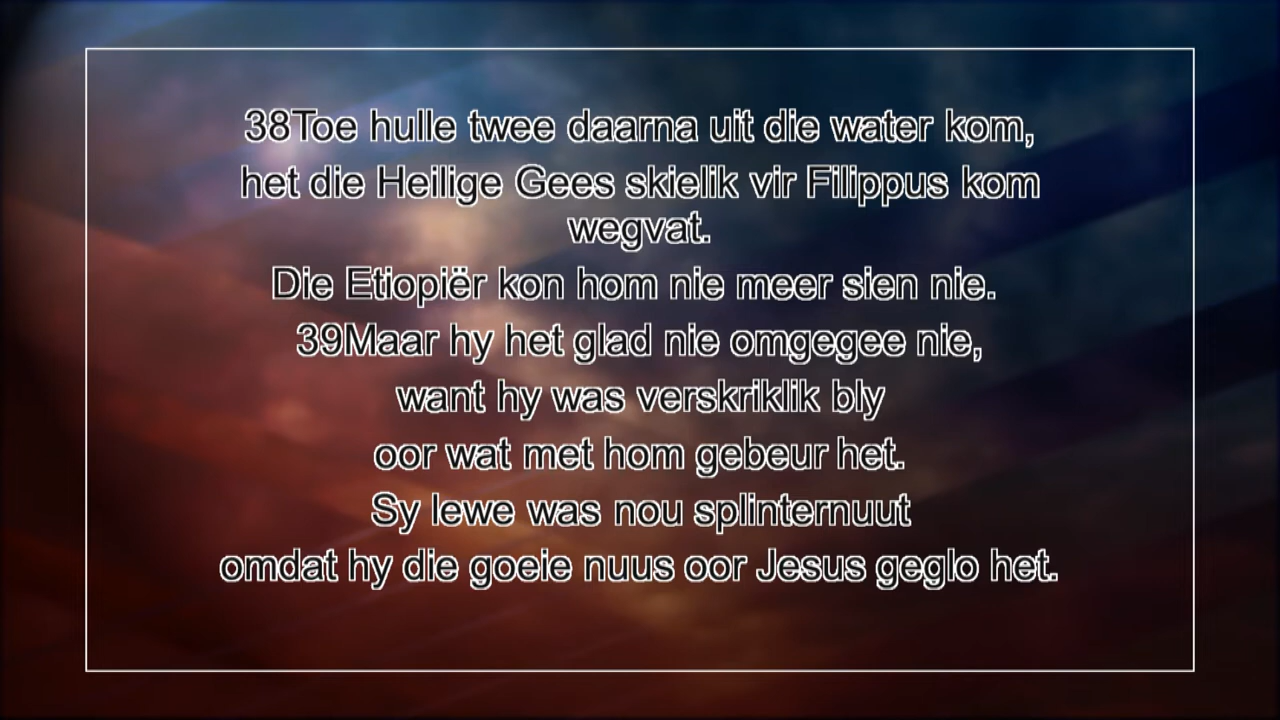 38Toe hulle twee daarna uit die water kom,
het die Heilige Gees skielik vir Filippus kom
wegvat.
Die Etiopiër kon hom nie meer sien nie.
39Maar hy het glad nie omgegee nie,
want hy was verskriklik bly
oor wat met hom gebeur het.
Sy lewe was nou splinternuut
omdat hy die goeie nuus oor Jesus geglo het.